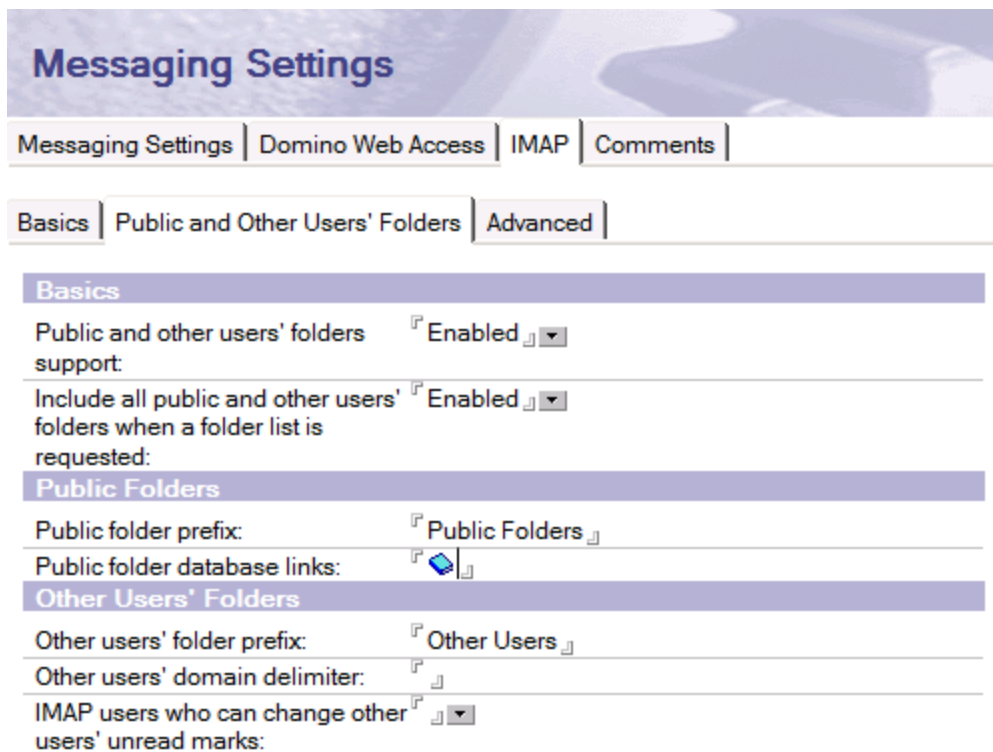 Messaging Settings
Messaging Settings Domino Web Access IMAP Comments
Basics Public and Other Users' Folders Advanced
Basics
Public and other users' folders Enabled
support:
Include all public and other users' Enabled
folders when a folder list is
requested:
Public Folders
Public folder prefix: Public Folders
Public folder database links:
Other Users' Folders
Other users' folder prefix: Other Users
Other users' domain delimiter:
IMAP users who can change other
users' unread marks: